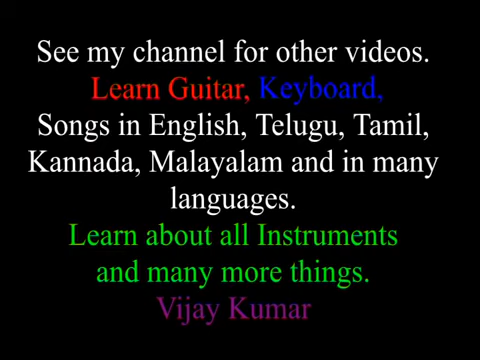 See my channel for other videos.
Learn Guitar, Keyboard,
Songs in English, Telugu, Tamil,
Kannada, Malayalam and in many
languages.
Learn about all Instruments
and many more things.
Vijay Kumar